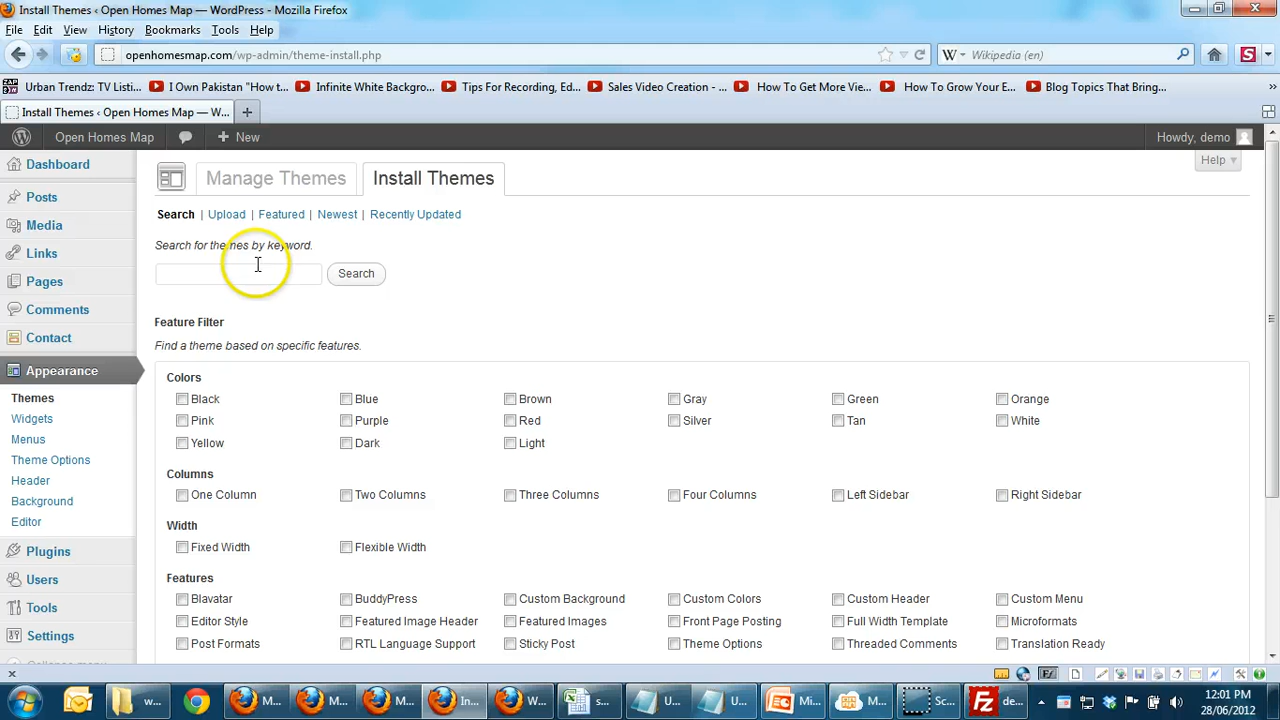 Install Themes ‹ Open Homes Map — WordPress - Mozilla Firefox
File Edit View History Bookmarks Tools Help
openhomesmap.com/wp-admin/theme-install.php
Wikipedia (en)
Urban Trendz: TV Listi... I Own Pakistan "How t... Infinite White Backgro... Tips For Recording, Ed... Sales Video Creation - ... How To Get More Vie... How To Grow Your E... Blog Topics That Bring...
Install Themes ‹ Open Homes Map — W...
Open Homes Map New Howdy, demo
Help
Dashboard
Posts
Media
Links
Pages
Comments
Contact
Appearance
Themes
Widgets
Menus
Theme Options
Header
Background
Editor
Plugins
Users
Tools
Settings
Collapse menu
Manage Themes Install Themes
Search | Upload | Featured | Newest | Recently Updated
Search for themes by keyword.
Search
Feature Filter
Find a theme based on specific features.
Colors
Black Blue Brown Gray Green Orange
Pink Purple Red Silver Tan White
Yellow Dark Light
Columns
One Column Two Columns Three Columns Four Columns Left Sidebar Right Sidebar
Width
Fixed Width Flexible Width
Features
Blavatar BuddyPress Custom Background Custom Colors Custom Header Custom Menu
Editor Style Featured Image Header Featured Images Front Page Posting Full Width Template Microformats
Post Formats RTL Language Support Sticky Post Theme Options Threaded Comments Translation Ready
w... M... M... M... In... W... s... U... U... Mi... M... Sc... de...
12:01 PM
28/06/2012